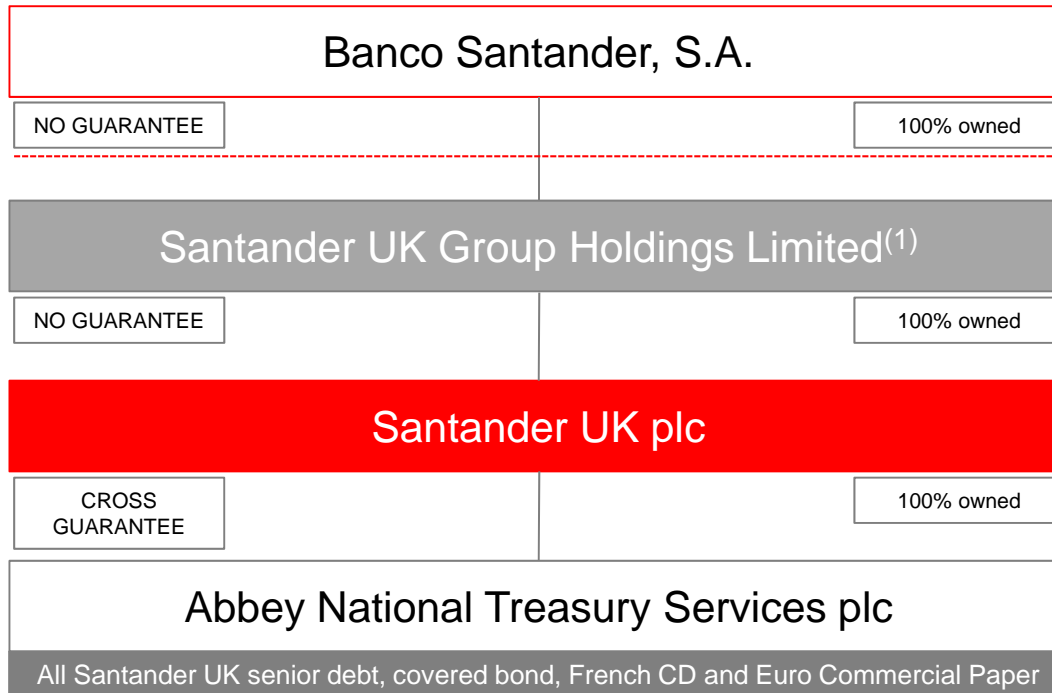 Banco Santander, S.A.
NO GUARANTEE
100% owned
Santander UK Group Holdings Limited(1)
NO GUARANTEE
100% owned
Santander UK plc
CROSS
GUARANTEE
100% owned
Abbey National Treasury Services plc
All Santander UK senior debt, covered bond, French CD and Euro Commercial Paper